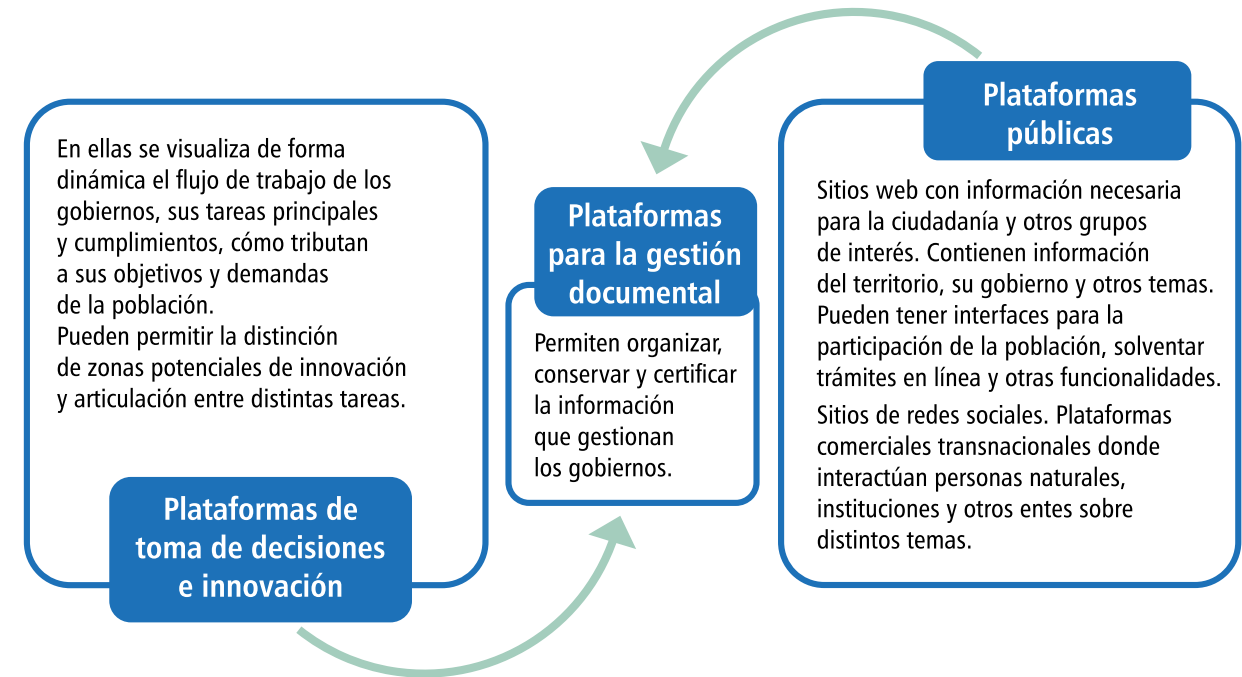 En ellas se visualiza de forma
dinámica el flujo de trabajo de los
gobiernos, sus tareas principales
y cumplimientos, cómo tributan
a sus objetivos y demandas
de la población.
Pueden permitir la distinción
de zonas potenciales de innovación
y articulación entre distintas tareas.
Plataformas de
toma de decisiones
e innovación
Plataformas
para la gestión
documental
Permiten organizar,
conservar y certificar
la información
que gestionan
los gobiernos.
Plataformas
públicas
Sitios web con información necesaria
para la ciudadanía y otros grupos
de interés. Contienen información
del territorio, su gobierno y otros temas.
Pueden tener interfaces para la
participación de la población, solventar
trámites en línea y otras funcionalidades.
Sitios de redes sociales. Plataformas
comerciales transnacionales donde
interactúan personas naturales,
instituciones y otros entes sobre
distintos temas.